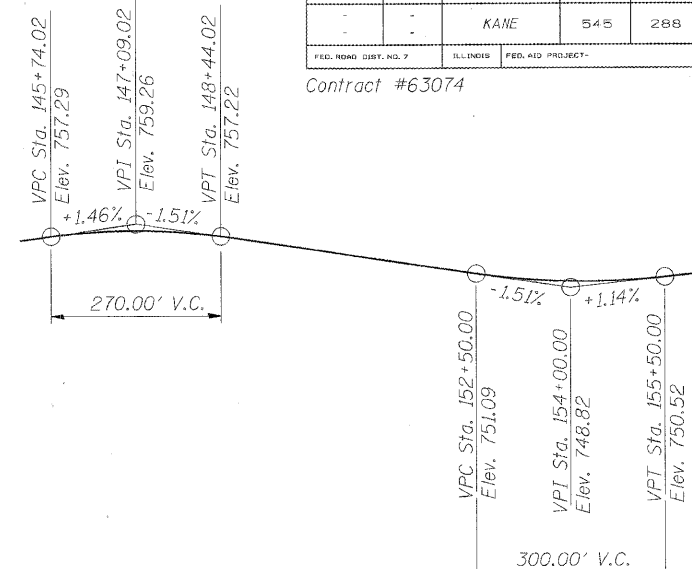 - - KANE 545 288
- -
FED. ROAD DIST. NO. 7 ILLINOIS FED. AID PROJECT-
Contract #63074
VPC Sta. 145+74.02
Elev. 757.29
VPI Sta. 147+09.02
Elev. 759.26
VPT Sta. 148+44.02
Elev. 757.22
+1.46%
-1.51%
270.00' V.C.
-1.51%
+1.14%
VPC Sta. 152+50.00
Elev. 751.09
VPI Sta. 154+00.00
Elev. 748.82
VPT Sta. 155+50.00
Elev. 750.52
300.00' V.C.